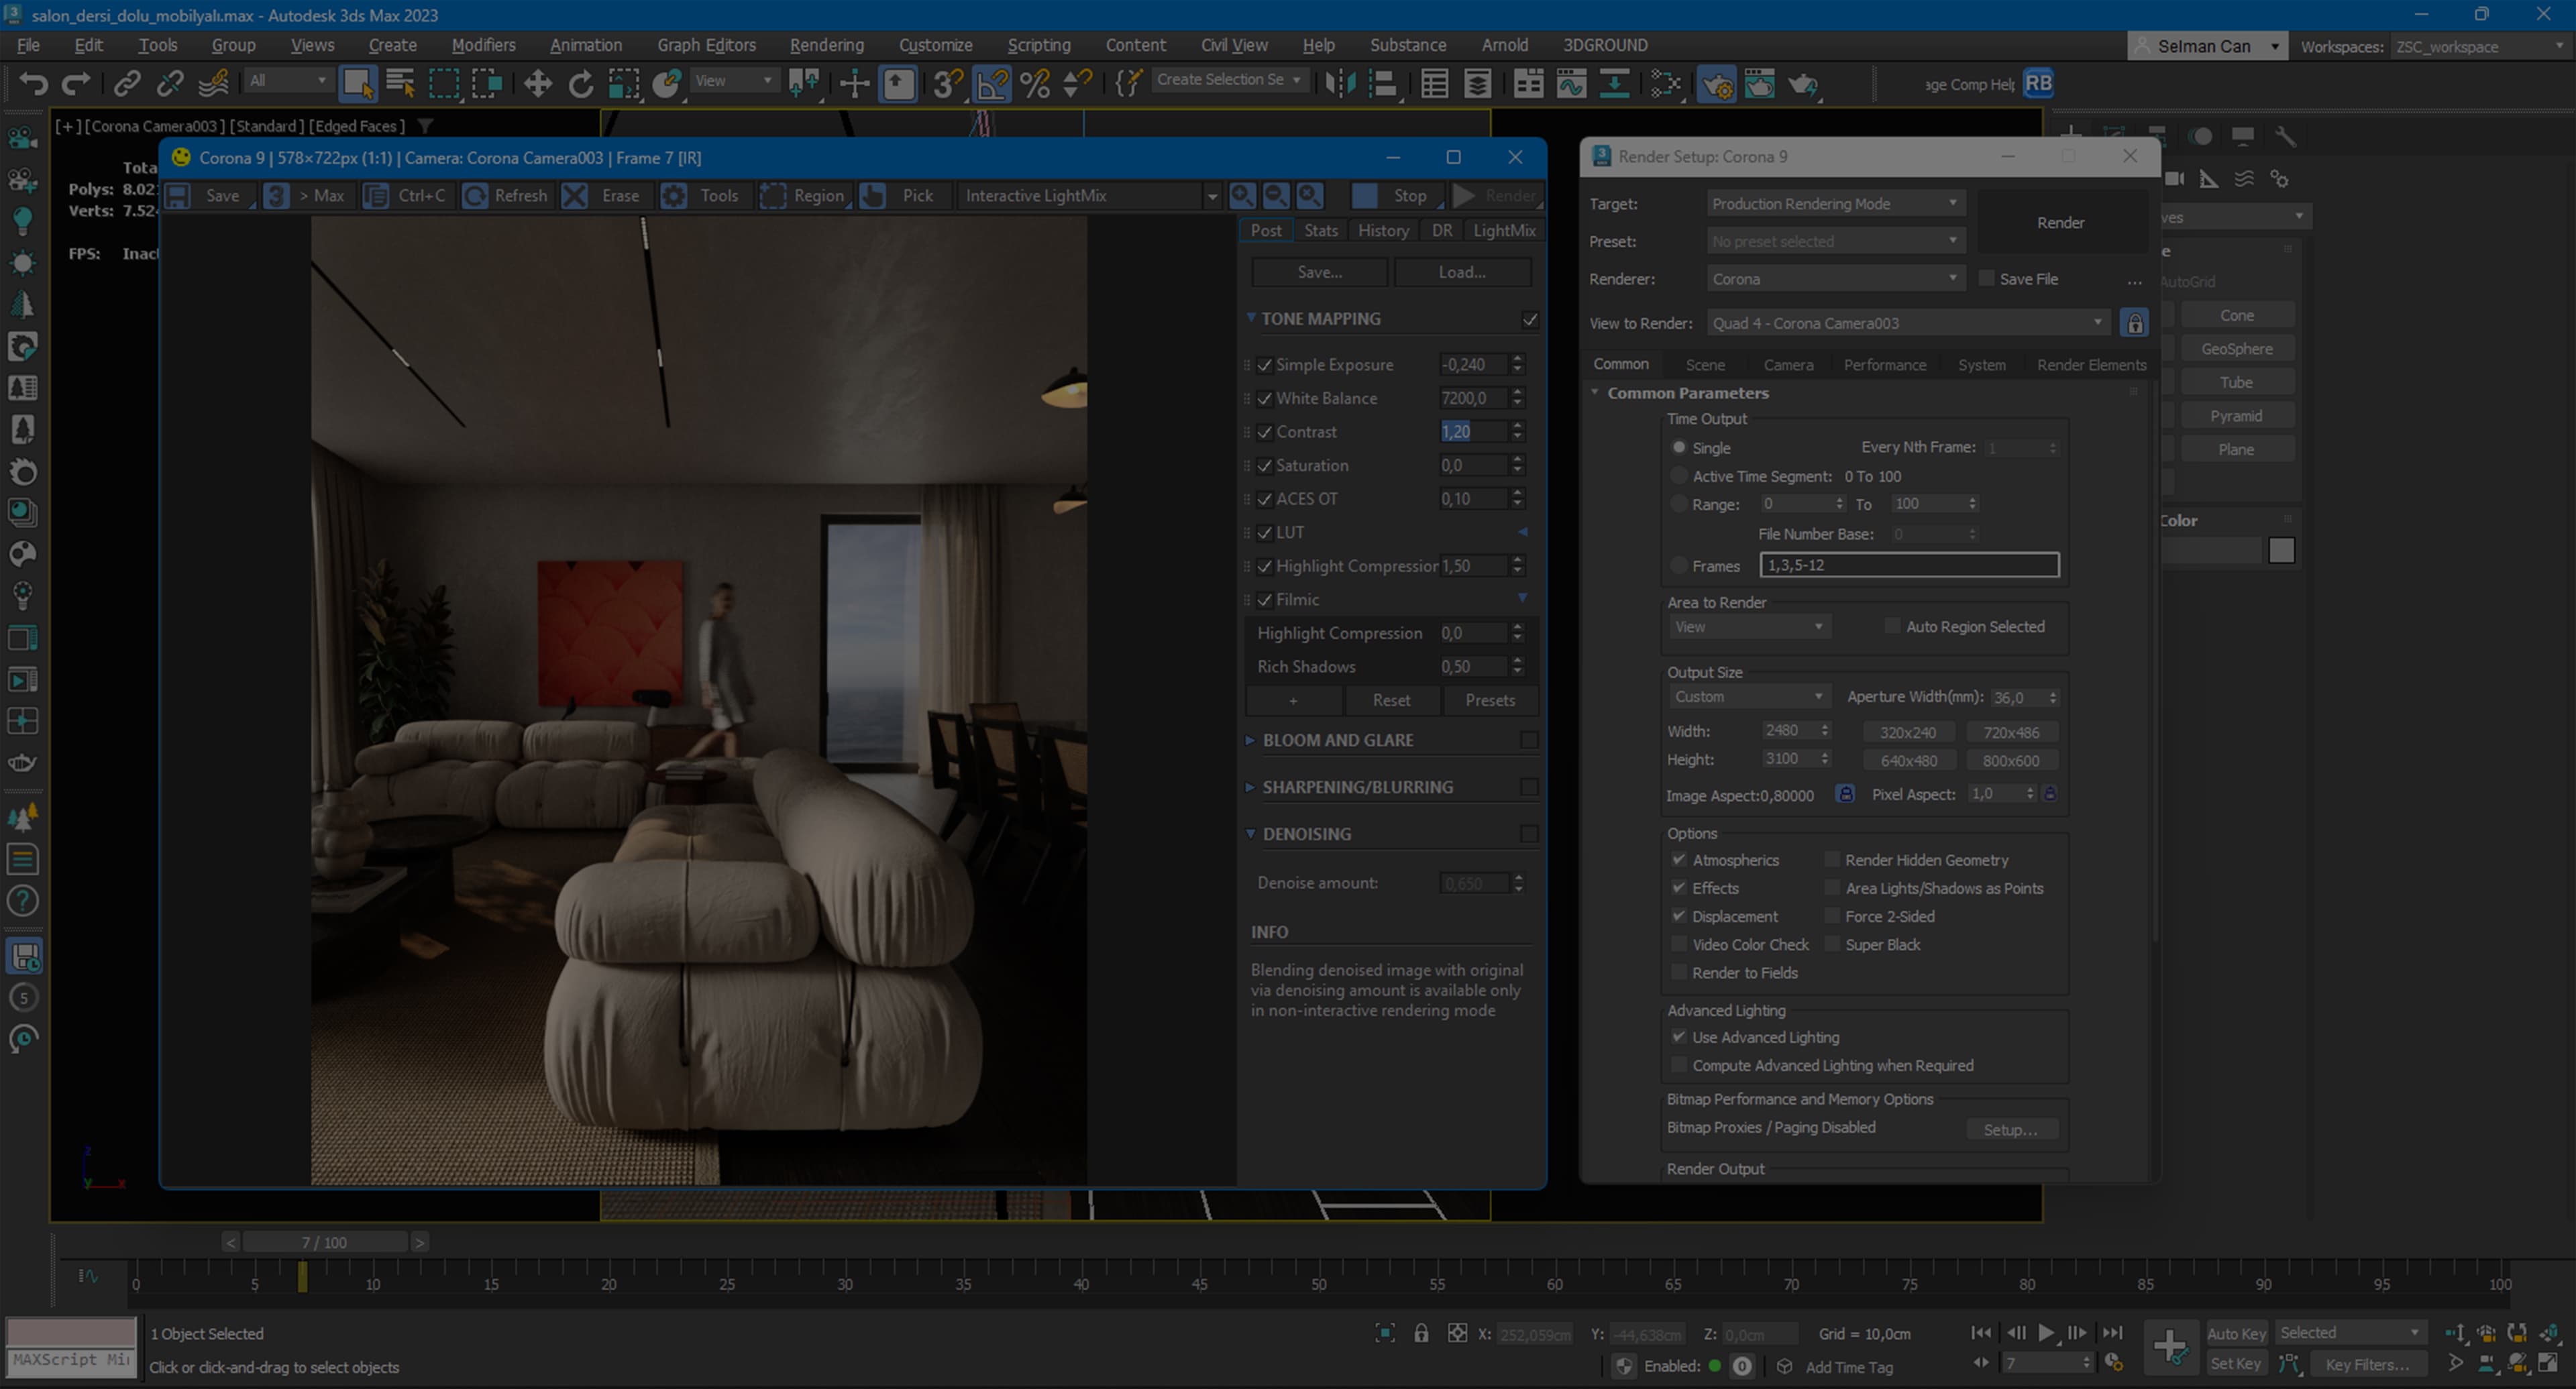 salon_dersi_dolu_mobilyalı.max - Autodesk 3ds Max 2023
File Edit Tools Group Views Create Modifiers Animation Graph Editors Rendering Customize Scripting Content Civil View Help Substance Arnold 3DGROUND
Selman Can Workspaces: ZSC_workspace
All View Create Selection Se age Comp Help RB
[+] [Corona Camera003] [Standard] [Edged Faces]
Tota
Polys: 8.02
Verts: 7.52
FPS: Inac
Corona 9 | 578×722px (1:1) | Camera: Corona Camera003 | Frame 7 [IR]
Save 3 > Max Ctrl+C Refresh Erase Tools Region Pick Interactive LightMix Stop Render
Post Stats History DR LightMix
Save... Load...
TONE MAPPING
Simple Exposure -0,240
White Balance 7200,0
Contrast 1,20
Saturation 0,0
ACES OT 0,10
LUT
Highlight Compression 1,50
Filmic
Highlight Compression 0,0
Rich Shadows 0,50
+ Reset Presets
BLOOM AND GLARE
SHARPENING/BLURRING
DENOISING
Denoise amount: 0,650
INFO
Blending denoised image with original
via denoising amount is available only
in non-interactive rendering mode
Render Setup: Corona 9
Target: Production Rendering Mode
Render
Preset: No preset selected
Renderer: Corona Save File ...
View to Render: Quad 4 - Corona Camera003
Common Scene Camera Performance System Render Elements
Common Parameters
Time Output
Single Every Nth Frame: 1
Active Time Segment: 0 To 100
Range: 0 To 100
File Number Base: 0
Frames 1,3,5-12
Area to Render
View Auto Region Selected
Output Size
Custom Aperture Width(mm): 36,0
Width: 2480 320x240 720x486
Height: 3100 640x480 800x600
Image Aspect:0,80000 Pixel Aspect: 1,0
Options
Atmospherics Render Hidden Geometry
Effects Area Lights/Shadows as Points
Displacement Force 2-Sided
Video Color Check Super Black
Render to Fields
Advanced Lighting
Use Advanced Lighting
Compute Advanced Lighting when Required
Bitmap Performance and Memory Options
Bitmap Proxies / Paging Disabled Setup...
Render Output
ves
e
AutoGrid
Cone
GeoSphere
Tube
Pyramid
Plane
Color
< 7 / 100 >
0 5 10 15 20 25 30 35 40 45 50 55 60 65 70 75 80 85 90 95 100
1 Object Selected X: 252,059cm Y: -44,638cm Z: 0,0cm Grid = 10,0cm Auto Key Selected
MAXScript Mi Click or click-and-drag to select objects Enabled: 0 Add Time Tag 7 Set Key Key Filters...